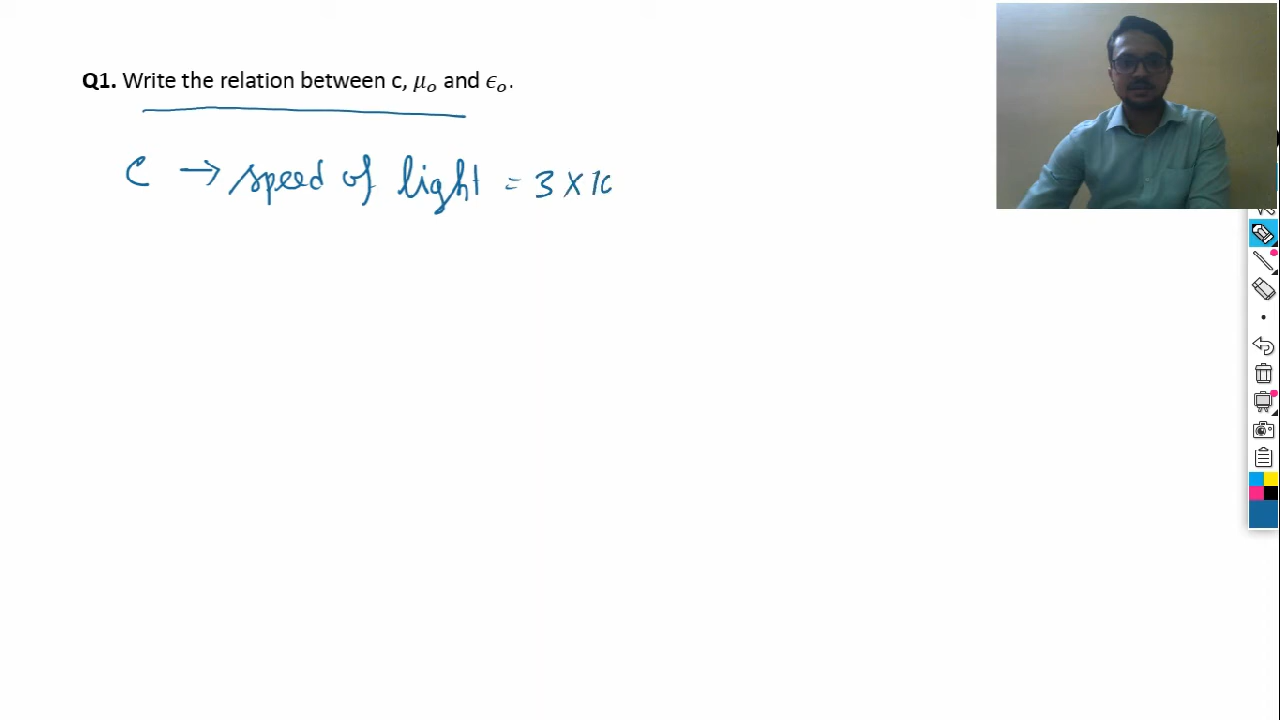 Q1. Write the relation between c, μₒ and ϵₒ.
C → speed of light = 3 × 10